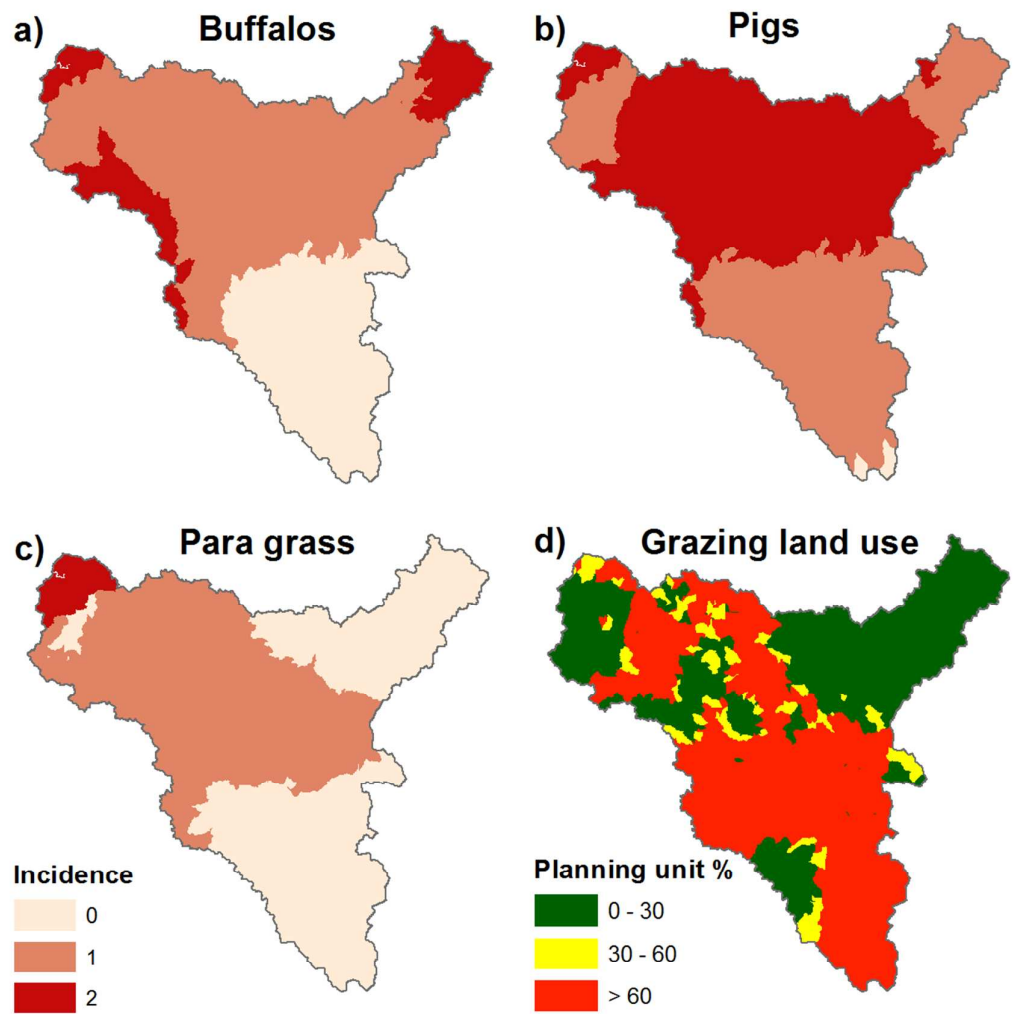 a) Buffalos
b) Pigs
c) Para grass
d) Grazing land use
Incidence
0
1
2
Planning unit %
0 - 30
30 - 60
> 60